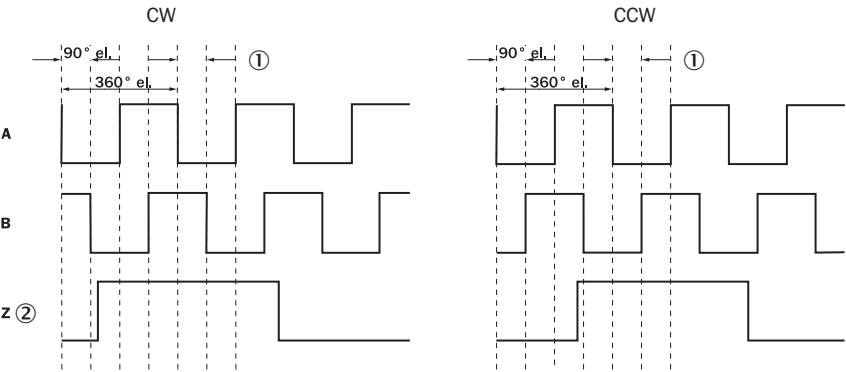 CW CCW
90° el. ① 90° el. ①
360° el. 360° el.
A
B
Z ②